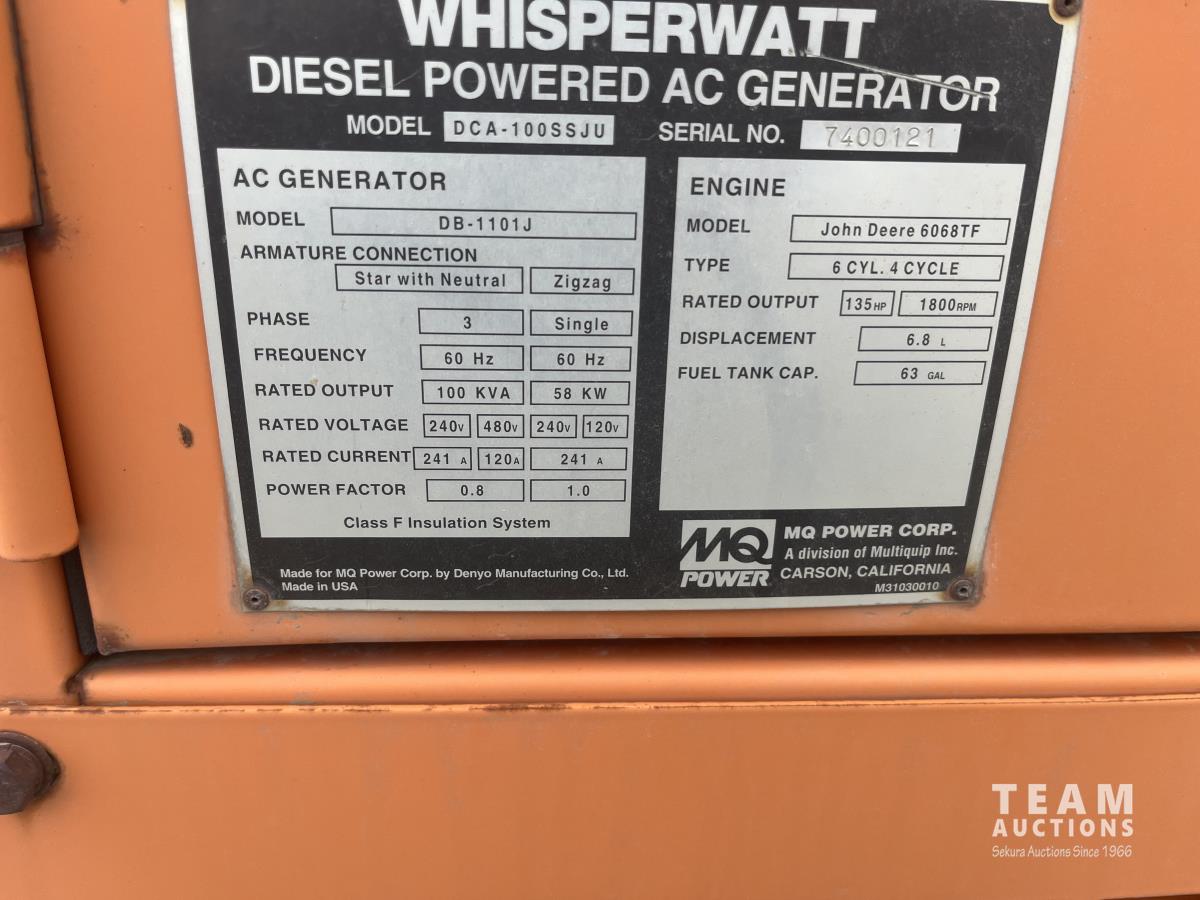 WHISPERWATT
DIESEL POWERED AC GENERATOR
MODEL DCA-100SSJU SERIAL NO. 7400121
AC GENERATOR
MODEL DB-1101J
ARMATURE CONNECTION
Star with Neutral Zigzag
PHASE 3 Single
FREQUENCY 60 Hz 60 Hz
RATED OUTPUT 100 KVA 58 KW
RATED VOLTAGE 240V 480V 240V 120V
RATED CURRENT 241 A 120A 241 A
POWER FACTOR 0.8 1.0
Class F Insulation System
ENGINE
MODEL John Deere 6068TF
TYPE 6 CYL. 4 CYCLE
RATED OUTPUT 135HP 1800RPM
DISPLACEMENT 6.8 L
FUEL TANK CAP. 63 GAL
Made for MQ Power Corp. by Denyo Manufacturing Co., Ltd.
Made in USA
MQ
POWER
MQ POWER CORP.
A division of Multiquip Inc.
CARSON, CALIFORNIA
M31030010
TEAM
AUCTIONS
Sekura Auctions Since 1966